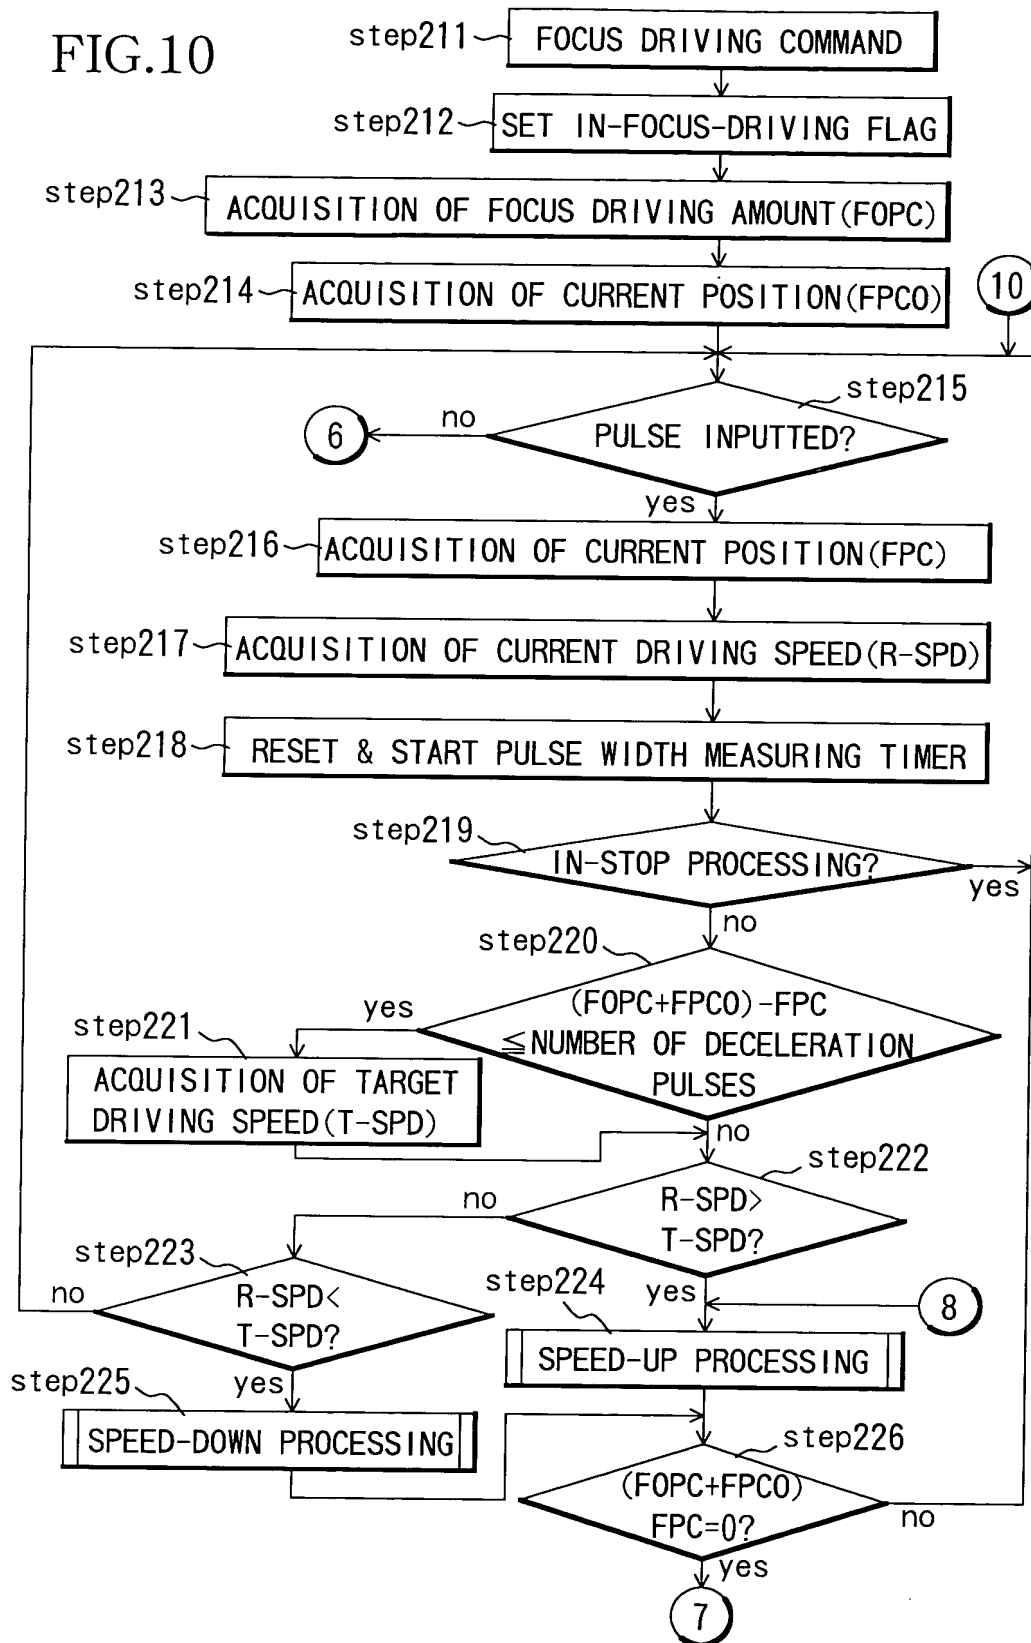 FIG.10
step211
FOCUS DRIVING COMMAND
step212
SET IN-FOCUS-DRIVING FLAG
step213
ACQUISITION OF FOCUS DRIVING AMOUNT(FOPC)
step214
ACQUISITION OF CURRENT POSITION(FPCO)
10
step215
6
no
PULSE INPUTTED?
yes
step216
ACQUISITION OF CURRENT POSITION(FPC)
step217
ACQUISITION OF CURRENT DRIVING SPEED(R-SPD)
step218
RESET & START PULSE WIDTH MEASURING TIMER
step219
IN-STOP PROCESSING?
yes
no
step220
(FOPC+FPCO)-FPC
≦NUMBER OF DECELERATION
PULSES
yes
step221
ACQUISITION OF TARGET
DRIVING SPEED(T-SPD)
no
step222
R-SPD>
T-SPD?
no
step223
R-SPD<
T-SPD?
no
yes
step224
8
SPEED-UP PROCESSING
yes
step225
SPEED-DOWN PROCESSING
step226
(FOPC+FPCO)
FPC=0?
no
yes
7